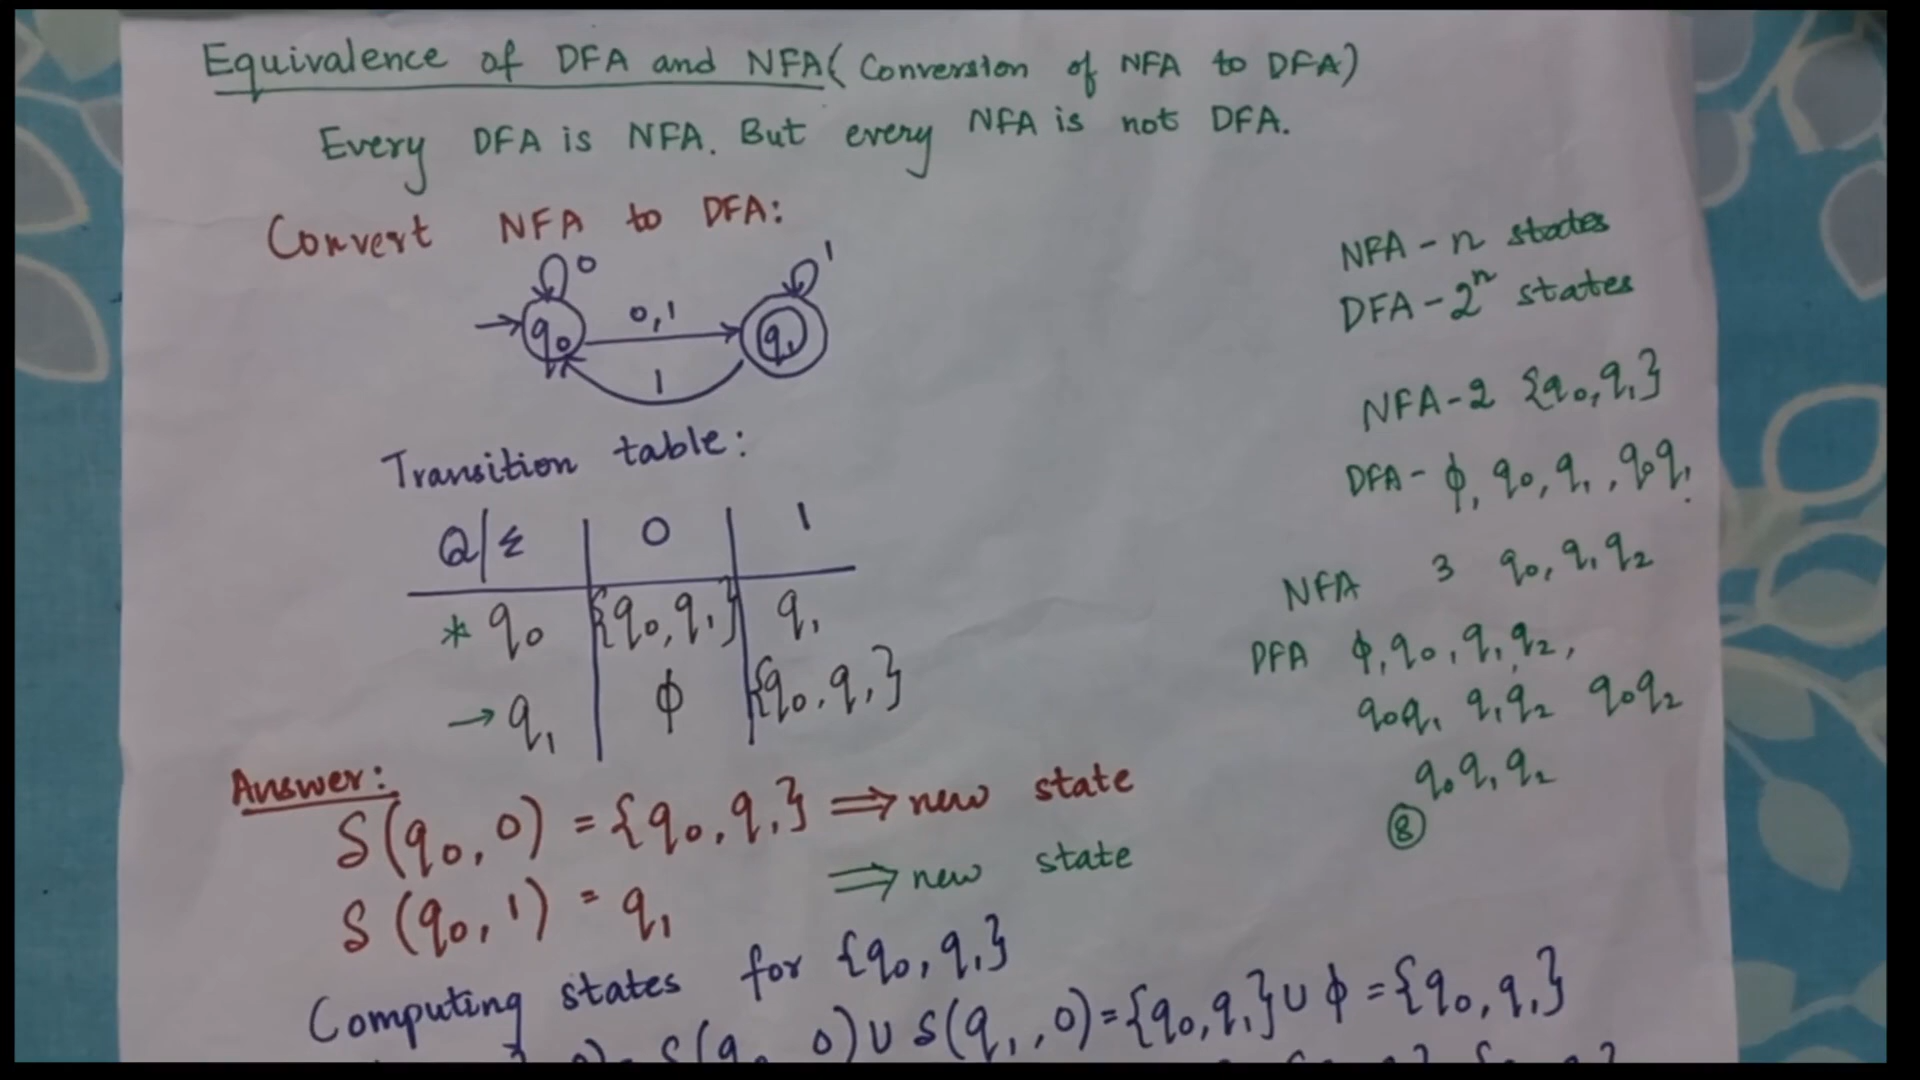 Equivalence of DFA and NFA (Conversion of NFA to DFA)
Every DFA is NFA. But every NFA is not DFA.
Convert NFA to DFA:
0
1
q₀
0,1
q₁
1
NFA - n states
DFA - 2ⁿ states
NFA - 2 {q₀, q₁}
DFA - ϕ, q₀, q₁, q₀q₁.
NFA 3 q₀, q₁ q₂
DFA ϕ, q₀, q₁, q₂,
q₀q₁ q₁q₂ q₀q₂
q₀q₁q₂
8
Transition table:
Q/Σ 0 1
* q₀ {q₀, q₁} q₁
→ q₁ ϕ {q₀, q₁}
Answer:
δ(q₀, 0) = {q₀, q₁} ⟹ new state
δ(q₀, 1) = q₁ ⟹ new state
Computing states for {q₀, q₁}
0) ∪ δ(q₁, 0) = {q₀, q₁} ∪ ϕ = {q₀, q₁}